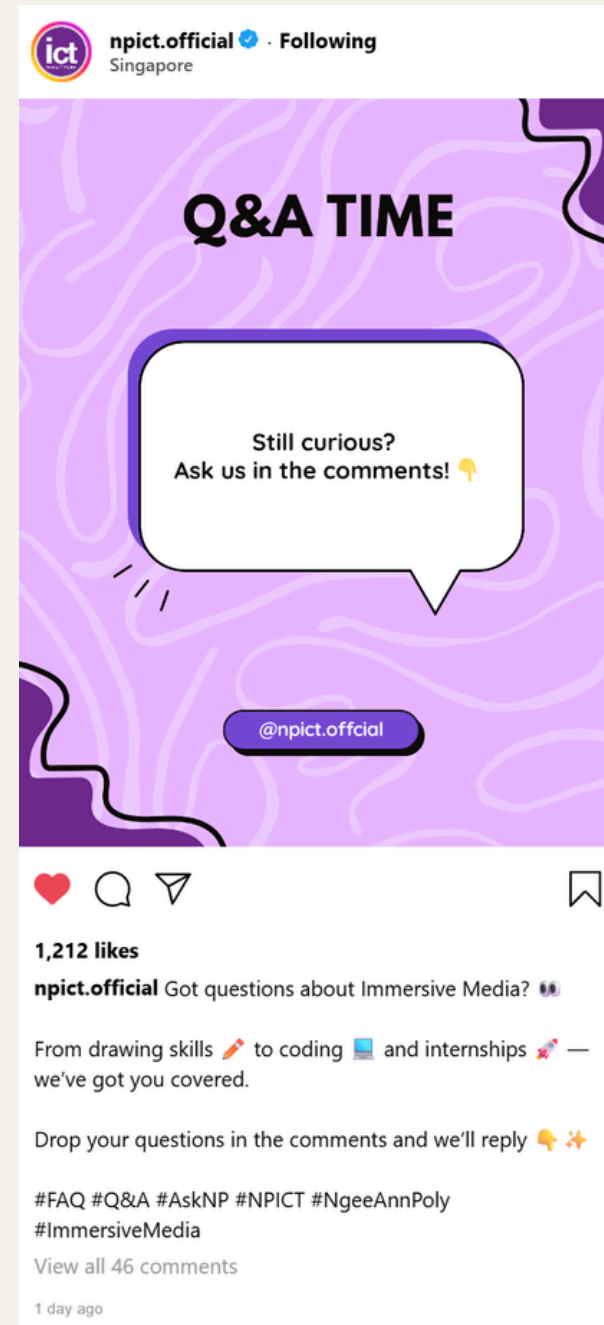 ict
npict.official · Following
Singapore
Q&A TIME
Still curious?
Ask us in the comments! 👇
@npict.offcial
1,212 likes
npict.official Got questions about Immersive Media? 👀
From drawing skills ✏️ to coding 💻 and internships 🚀 —
we've got you covered.
Drop your questions in the comments and we'll reply 👇 ✨
#FAQ #Q&A #AskNP #NPICT #NgeeAnnPoly
#ImmersiveMedia
View all 46 comments
1 day ago